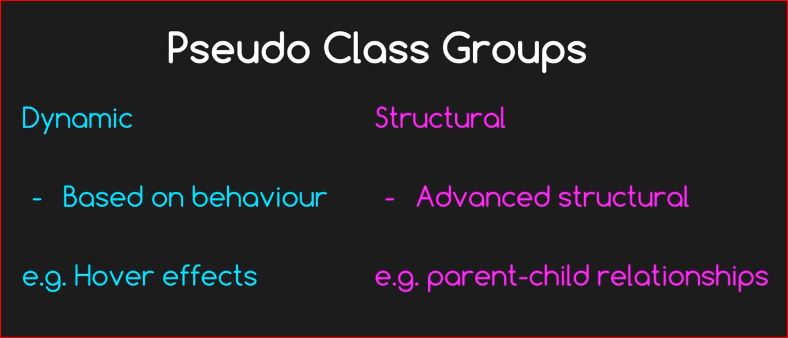 Pseudo Class Groups
Dynamic
- Based on behaviour
e.g. Hover effects
Structural
- Advanced structural
e.g. parent-child relationships